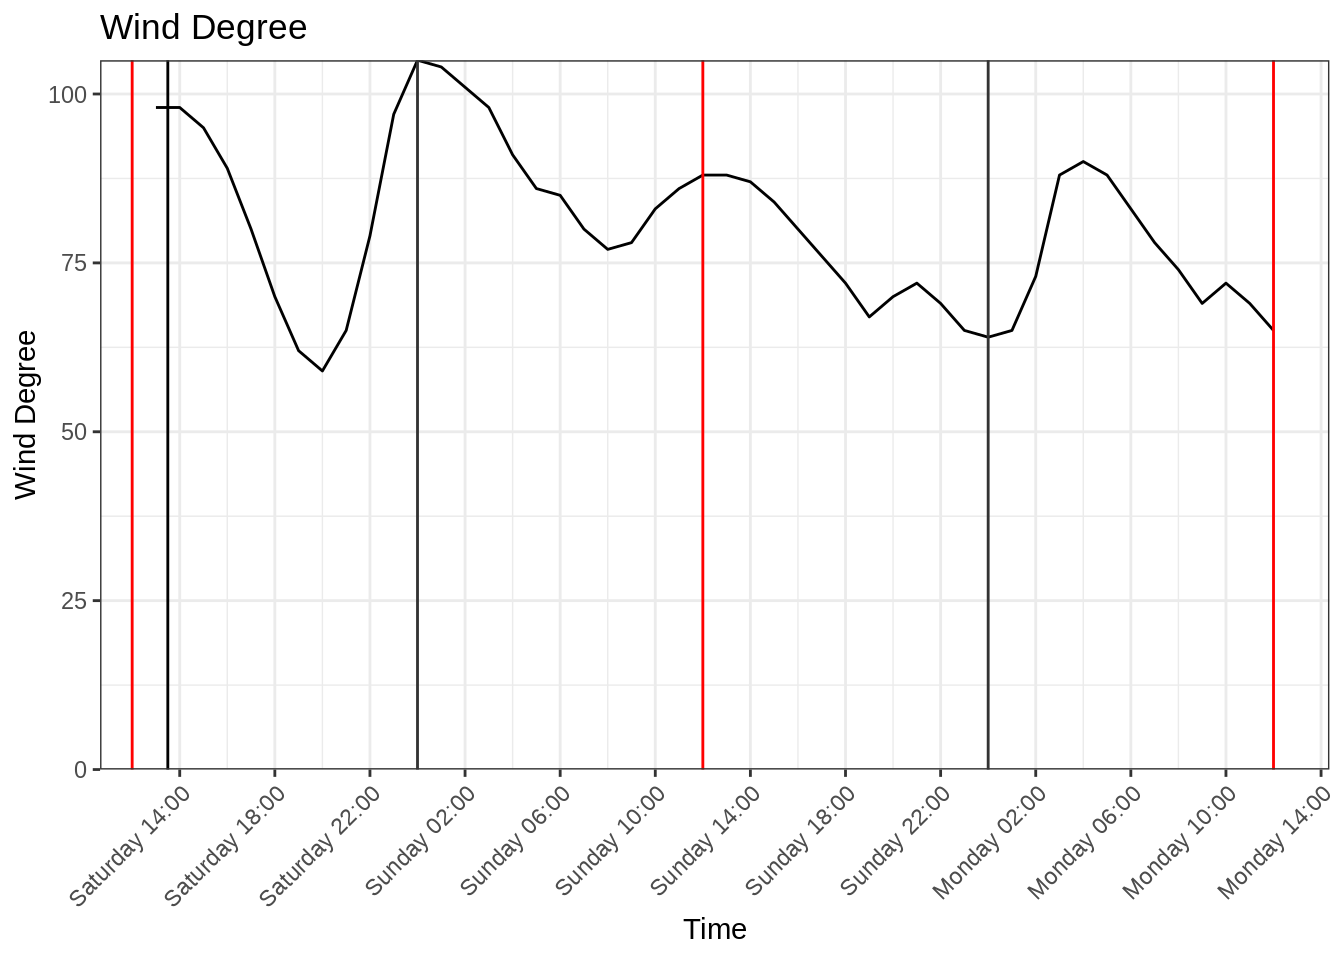 Wind Degree
Wind Degree
100
75
50
25
0
Saturday 14:00
Saturday 18:00
Saturday 22:00
Sunday 02:00
Sunday 06:00
Sunday 10:00
Sunday 14:00
Sunday 18:00
Sunday 22:00
Monday 02:00
Monday 06:00
Monday 10:00
Monday 14:00
Time